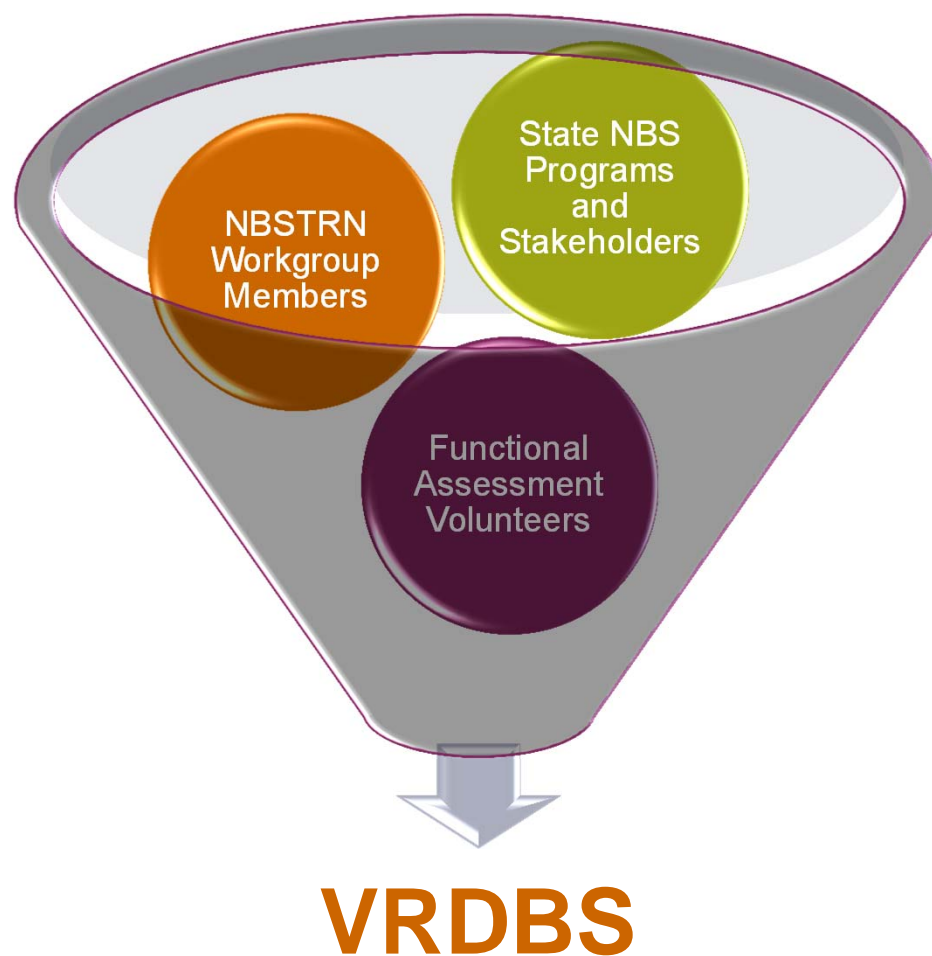 State NBS
Programs
and
Stakeholders
NBSTRN
Workgroup
Members
Functional
Assessment
Volunteers
VRDBS